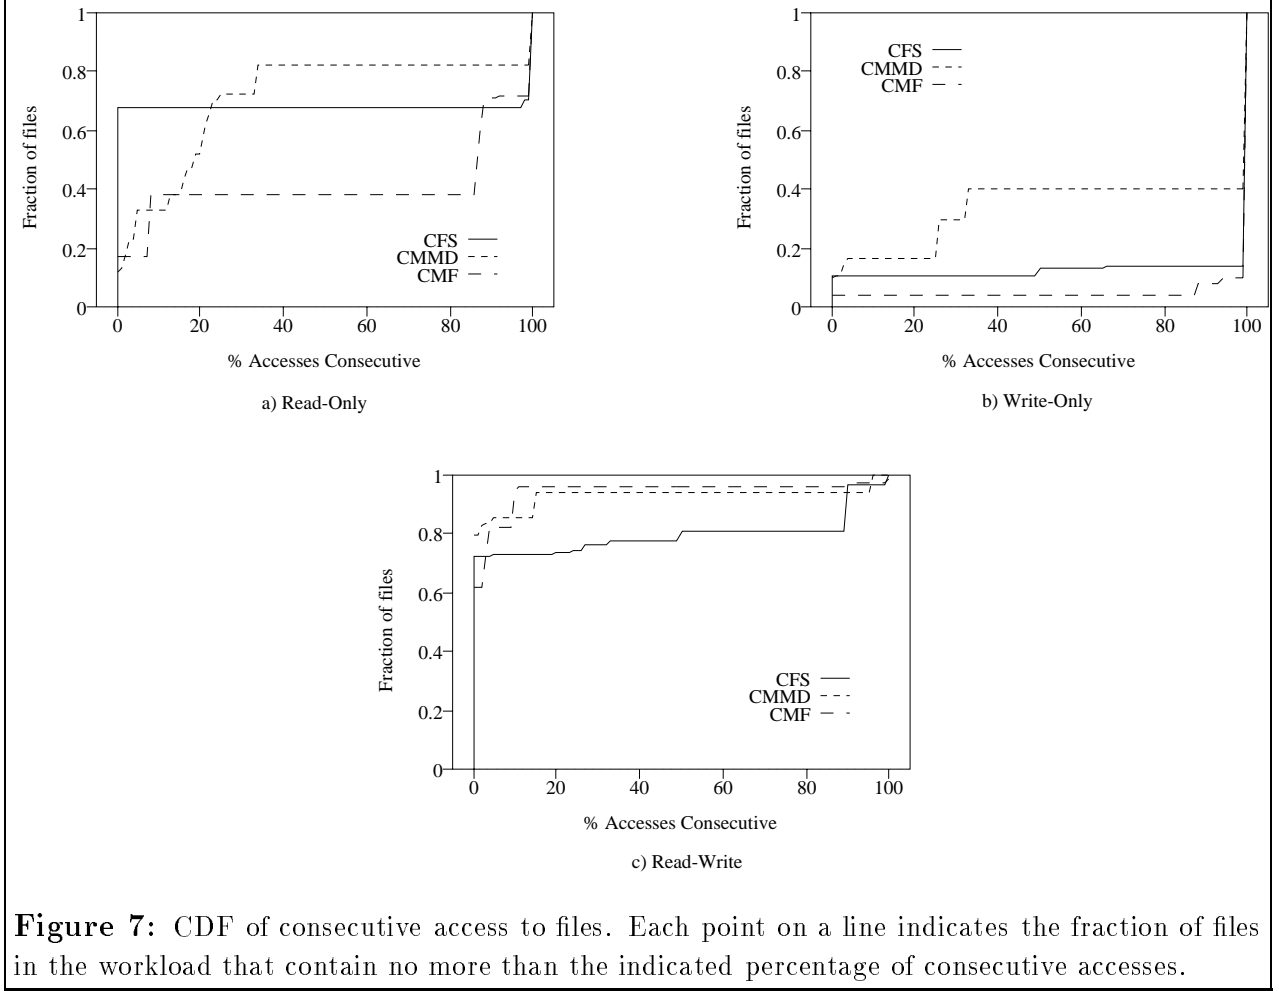 1
0.8
0.6
0.4
0.2
0
Fraction of files
CFS
CMMD
CMF
0 20 40 60 80 100
% Accesses Consecutive
a) Read-Only
1
0.8
0.6
0.4
0.2
0
Fraction of files
CFS
CMMD
CMF
0 20 40 60 80 100
% Accesses Consecutive
b) Write-Only
1
0.8
0.6
0.4
0.2
0
Fraction of files
CFS
CMMD
CMF
0 20 40 60 80 100
% Accesses Consecutive
c) Read-Write
Figure 7: CDF of consecutive access to files. Each point on a line indicates the fraction of files
in the workload that contain no more than the indicated percentage of consecutive accesses.